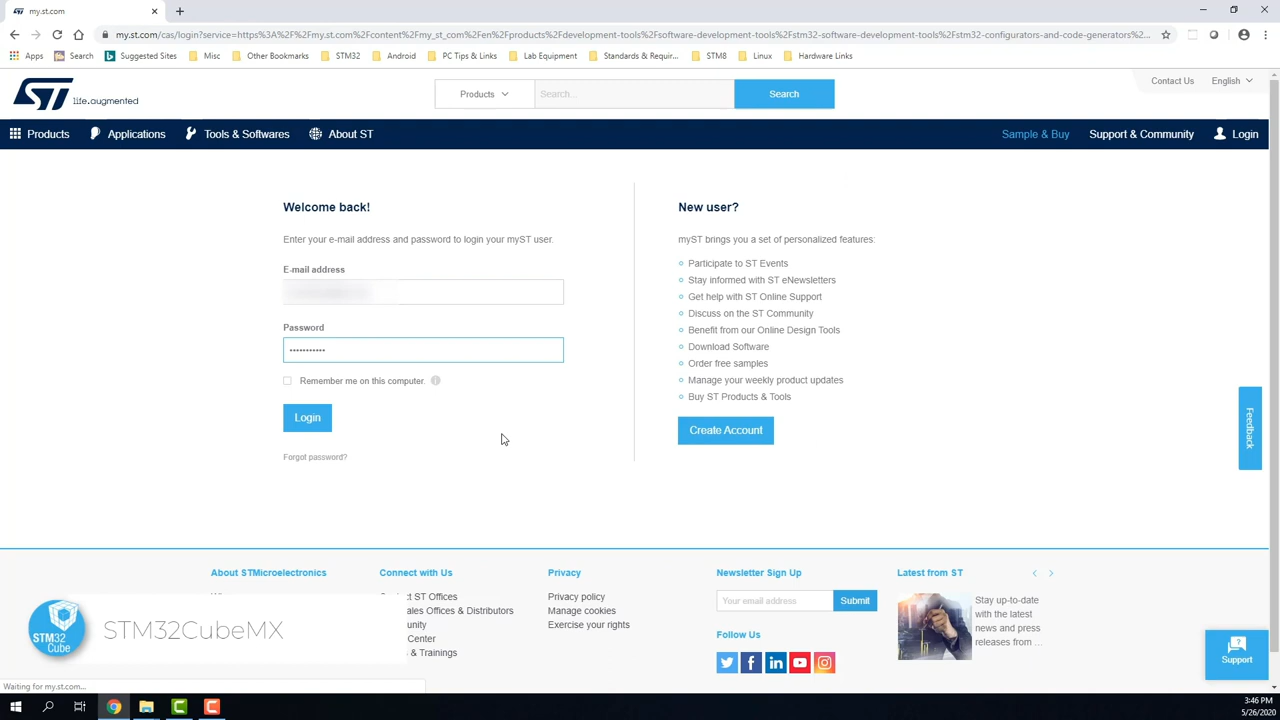 my.st.com
my.st.com/cas/login?service=https%3A%2F%2Fmy.st.com%2Fcontent%2Fmy_st_com%2Fen%2Fproducts%2Fdevelopment-tools%2Fsoftware-development-tools%2Fstm32-software-development-tools%2Fstm32-configurators-and-code-generators%2...
Apps Search Suggested Sites Misc Other Bookmarks STM32 Android PC Tips & Links Lab Equipment Standards & Requir... STM8 Linux Hardware Links
ST life.augmented
Products Search... Search
Contact Us English
Products Applications Tools & Softwares About ST Sample & Buy Support & Community Login
Welcome back!
Enter your e-mail address and password to login your myST user.
E-mail address
Password
•••••••••••
Remember me on this computer.
Login
Forgot password?
New user?
myST brings you a set of personalized features:
Participate to ST Events
Stay informed with ST eNewsletters
Get help with ST Online Support
Discuss on the ST Community
Benefit from our Online Design Tools
Download Software
Order free samples
Manage your weekly product updates
Buy ST Products & Tools
Create Account
Feedback
About STMicroelectronics
Connect with Us
ST Offices
ales Offices & Distributors
unity
Center
& Trainings
Privacy
Privacy policy
Manage cookies
Exercise your rights
Newsletter Sign Up
Your email address Submit
Follow Us
Latest from ST
Stay up-to-date
with the latest
news and press
releases from ...
Support
STM32
Cube
STM32CubeMX
Waiting for my.st.com...
3:46 PM
5/26/2020